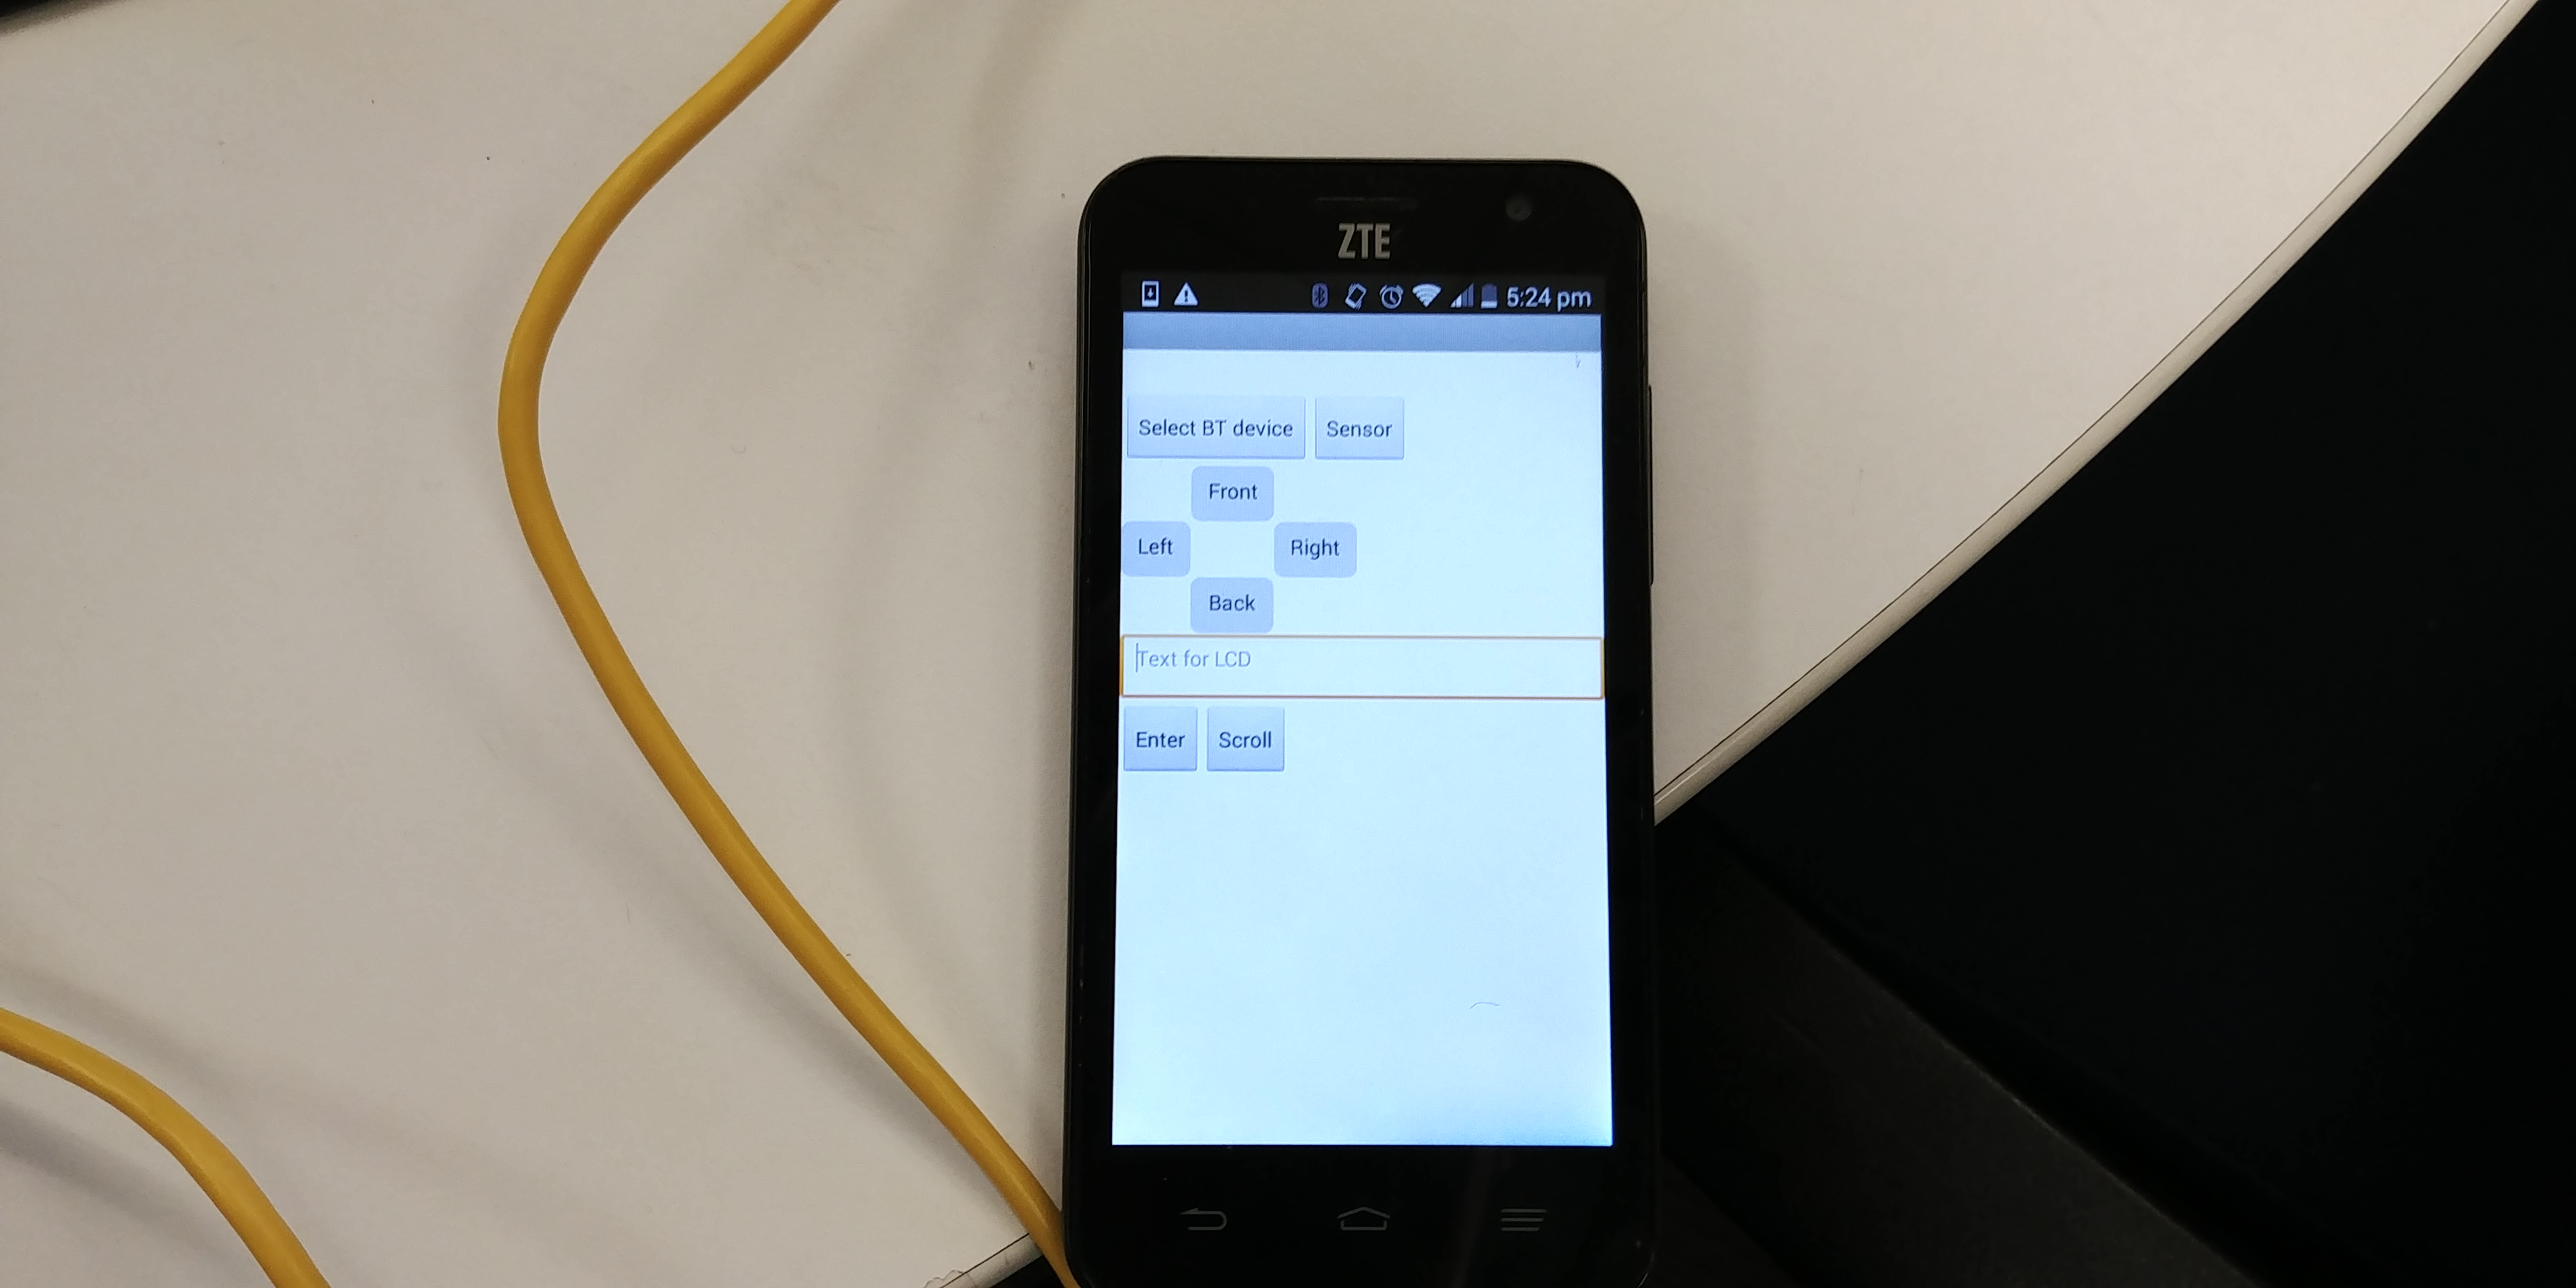 ZTE
5:24 pm
Select BT device Sensor
Front
Left Right
Back
Text for LCD
Enter Scroll